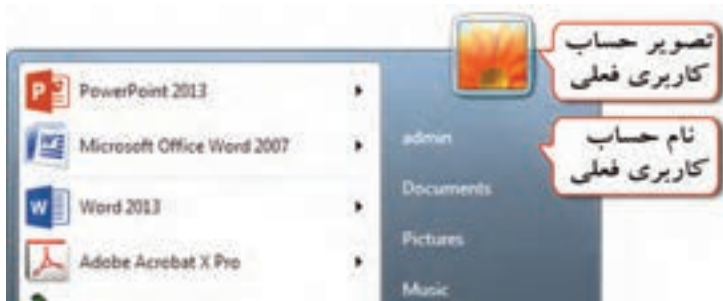 تصویر حساب
کاربری فعلی
PowerPoint 2013
Microsoft Office Word 2007
Word 2013
Adobe Acrobat X Pro
admin
نام حساب
کاربری فعلی
Documents
Pictures
Music